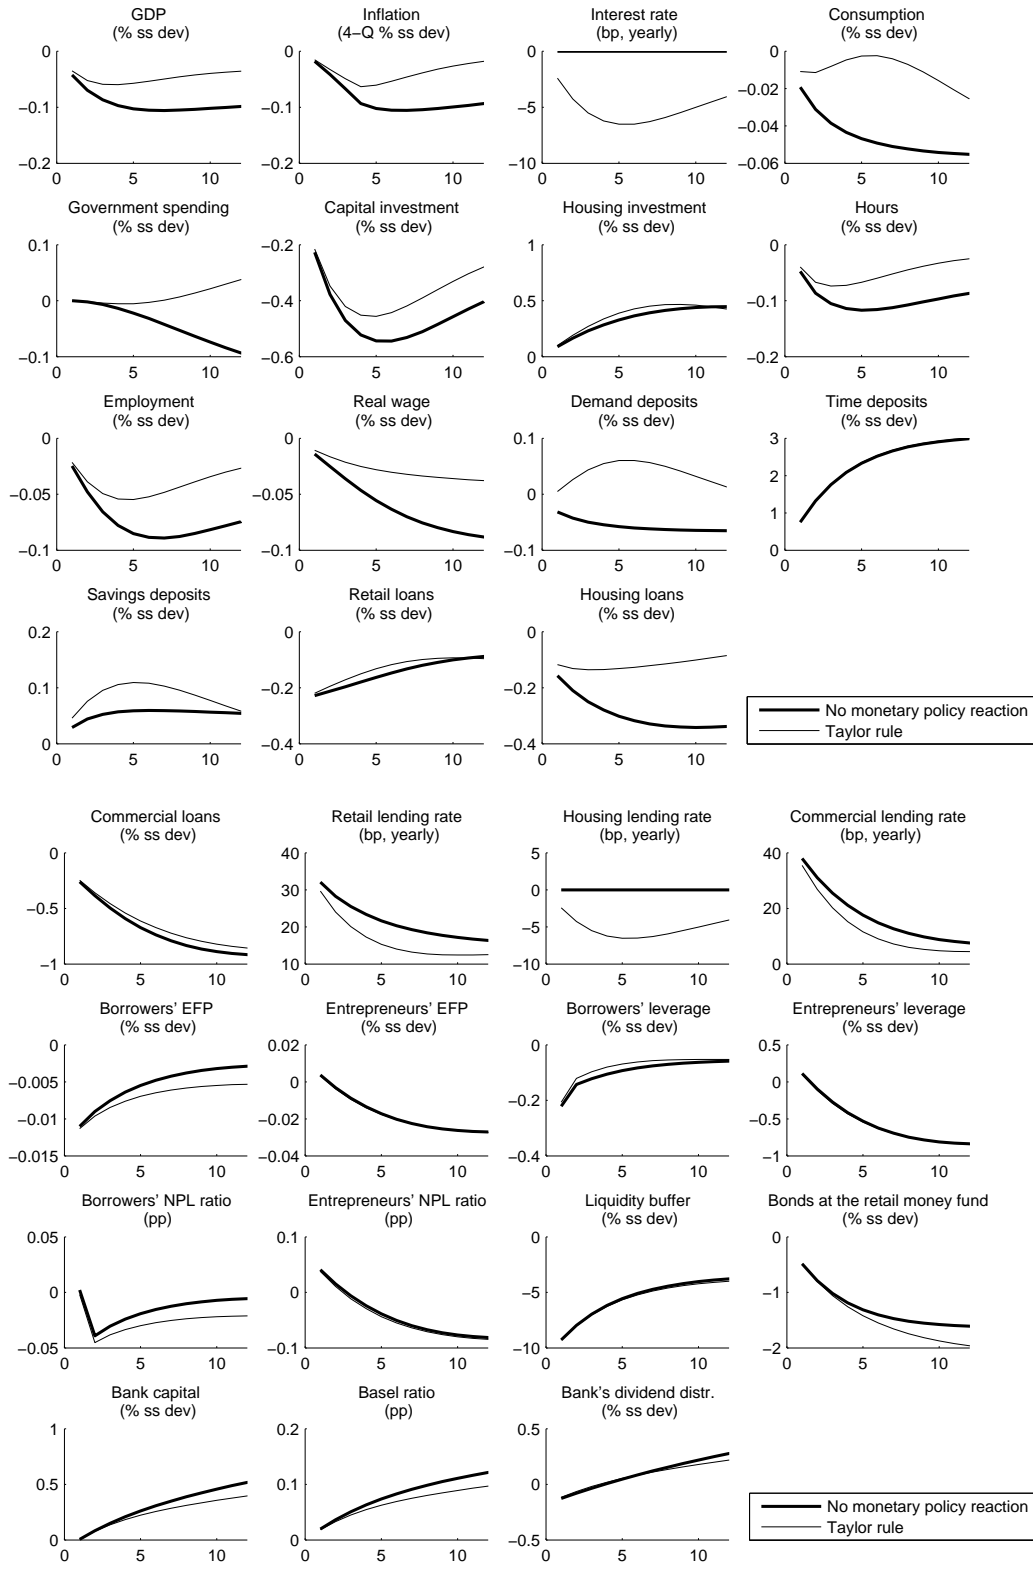 GDP
(% ss dev)
0
−0.1
−0.2
0 5 10
Inflation
(4−Q % ss dev)
0
−0.1
−0.2
0 5 10
Interest rate
(bp, yearly)
0
−5
−10
0 5 10
Consumption
(% ss dev)
0
−0.02
−0.04
−0.06
0 5 10
Government spending
(% ss dev)
0.1
0
−0.1
0 5 10
Capital investment
(% ss dev)
−0.2
−0.4
−0.6
0 5 10
Housing investment
(% ss dev)
1
0.5
0
0 5 10
Hours
(% ss dev)
0
−0.1
−0.2
0 5 10
Employment
(% ss dev)
0
−0.05
−0.1
0 5 10
Real wage
(% ss dev)
0
−0.05
−0.1
0 5 10
Demand deposits
(% ss dev)
0.1
0
−0.1
0 5 10
Time deposits
(% ss dev)
3
2
1
0
0 5 10
Savings deposits
(% ss dev)
0.2
0.1
0
0 5 10
Retail loans
(% ss dev)
0
−0.2
−0.4
0 5 10
Housing loans
(% ss dev)
0
−0.2
−0.4
0 5 10
No monetary policy reaction
Taylor rule
Commercial loans
(% ss dev)
0
−0.5
−1
0 5 10
Retail lending rate
(bp, yearly)
40
30
20
10
0 5 10
Housing lending rate
(bp, yearly)
5
0
−5
−10
0 5 10
Commercial lending rate
(bp, yearly)
40
20
0
0 5 10
Borrowers' EFP
(% ss dev)
0
−0.005
−0.01
−0.015
0 5 10
Entrepreneurs' EFP
(% ss dev)
0.02
0
−0.02
−0.04
0 5 10
Borrowers' leverage
(% ss dev)
0
−0.2
−0.4
0 5 10
Entrepreneurs' leverage
(% ss dev)
0.5
0
−0.5
−1
0 5 10
Borrowers' NPL ratio
(pp)
0.05
0
−0.05
0 5 10
Entrepreneurs' NPL ratio
(pp)
0.1
0
−0.1
0 5 10
Liquidity buffer
(% ss dev)
0
−5
−10
0 5 10
Bonds at the retail money fund
(% ss dev)
0
−1
−2
0 5 10
Bank capital
(% ss dev)
1
0.5
0
0 5 10
Basel ratio
(pp)
0.2
0.1
0
0 5 10
Bank's dividend distr.
(% ss dev)
0.5
0
−0.5
0 5 10
No monetary policy reaction
Taylor rule